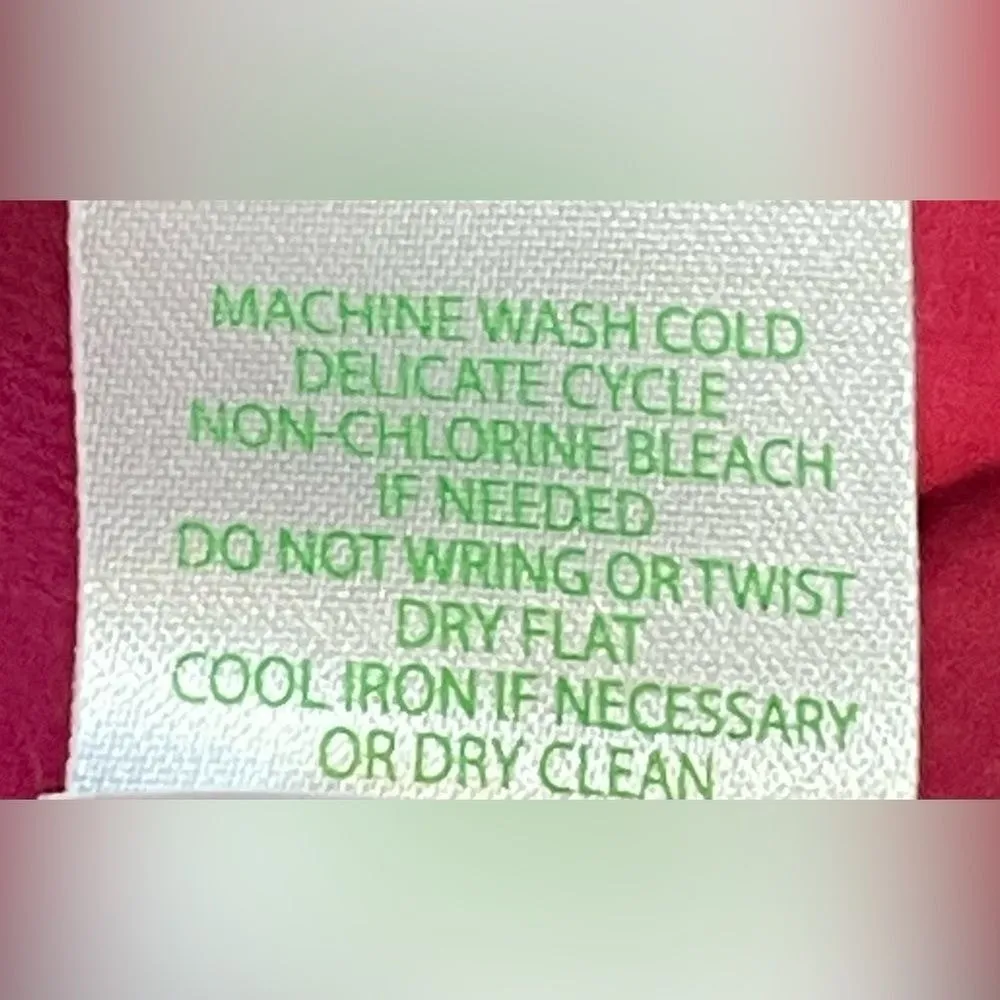 MACHINE WASH COLD
DELICATE CYCLE
NON-CHLORINE BLEACH
IF NEEDED
DO NOT WRING OR TWIST
DRY FLAT
COOL IRON IF NECESSARY
OR DRY CLEAN